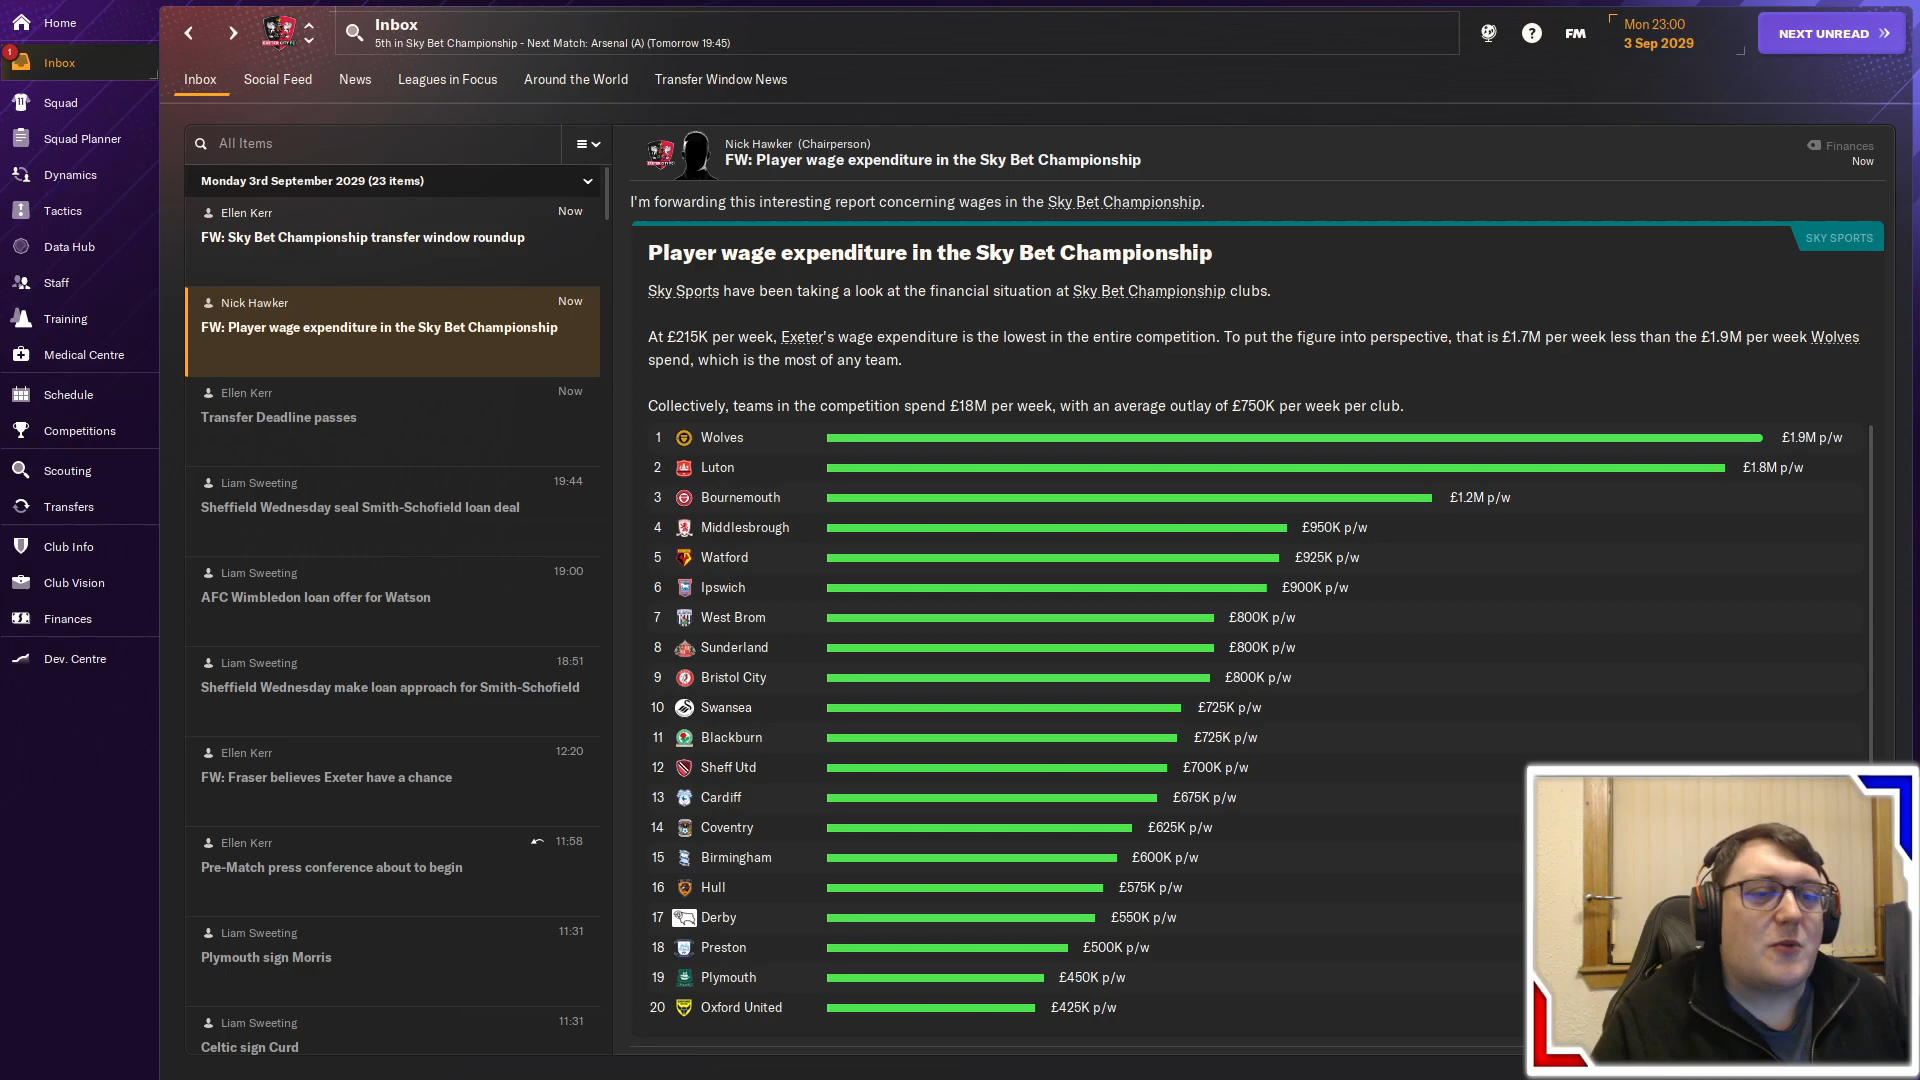 Home
1
Inbox
Squad
Squad Planner
Dynamics
Tactics
Data Hub
Staff
Training
Medical Centre
Schedule
Competitions
Scouting
Transfers
Club Info
Club Vision
Finances
Dev. Centre
Inbox
5th in Sky Bet Championship - Next Match: Arsenal (A) (Tomorrow 19:45)
?
FM
Mon 23:00
3 Sep 2029
NEXT UNREAD
Inbox
Social Feed
News
Leagues in Focus
Around the World
Transfer Window News
All Items
Monday 3rd September 2029 (23 items)
Ellen Kerr
Now
FW: Sky Bet Championship transfer window roundup
Nick Hawker
Now
FW: Player wage expenditure in the Sky Bet Championship
Ellen Kerr
Now
Transfer Deadline passes
Liam Sweeting
19:44
Sheffield Wednesday seal Smith-Schofield loan deal
Liam Sweeting
19:00
AFC Wimbledon loan offer for Watson
Liam Sweeting
18:51
Sheffield Wednesday make loan approach for Smith-Schofield
Ellen Kerr
12:20
FW: Fraser believes Exeter have a chance
Ellen Kerr
11:58
Pre-Match press conference about to begin
Liam Sweeting
11:31
Plymouth sign Morris
Liam Sweeting
11:31
Celtic sign Curd
Nick Hawker (Chairperson)
FW: Player wage expenditure in the Sky Bet Championship
Finances
Now
I'm forwarding this interesting report concerning wages in the Sky Bet Championship.
SKY SPORTS
Player wage expenditure in the Sky Bet Championship
Sky Sports have been taking a look at the financial situation at Sky Bet Championship clubs.
At £215K per week, Exeter's wage expenditure is the lowest in the entire competition. To put the figure into perspective, that is £1.7M per week less than the £1.9M per week Wolves
spend, which is the most of any team.
Collectively, teams in the competition spend £18M per week, with an average outlay of £750K per week per club.
1 Wolves £1.9M p/w
2 Luton £1.8M p/w
3 Bournemouth £1.2M p/w
4 Middlesbrough £950K p/w
5 Watford £925K p/w
6 Ipswich £900K p/w
7 West Brom £800K p/w
8 Sunderland £800K p/w
9 Bristol City £800K p/w
10 Swansea £725K p/w
11 Blackburn £725K p/w
12 Sheff Utd £700K p/w
13 Cardiff £675K p/w
14 Coventry £625K p/w
15 Birmingham £600K p/w
16 Hull £575K p/w
17 Derby £550K p/w
18 Preston £500K p/w
19 Plymouth £450K p/w
20 Oxford United £425K p/w